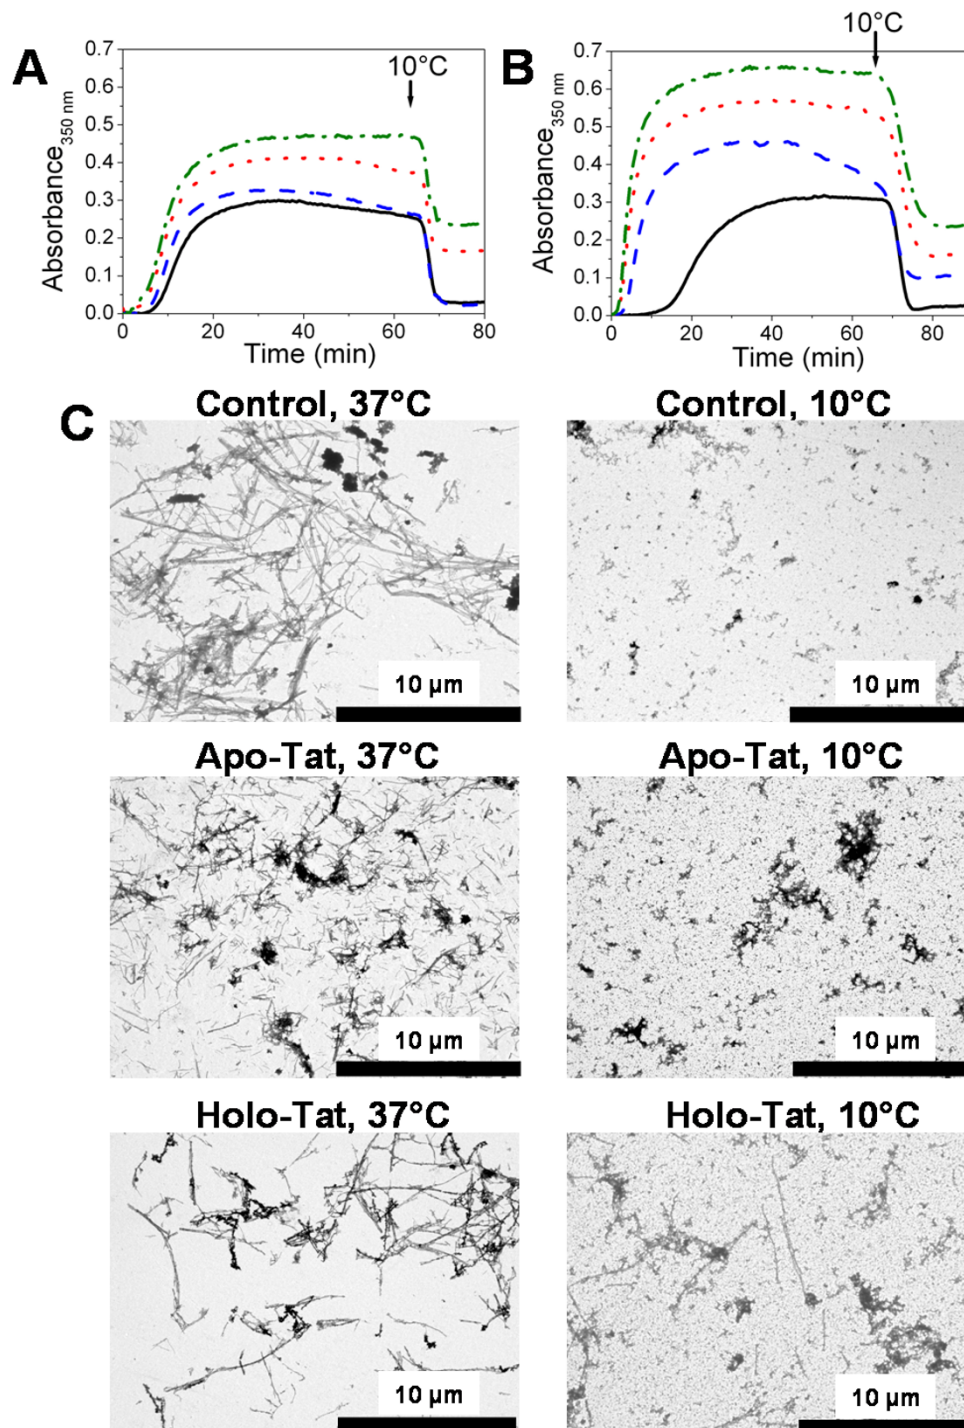 A
10°C
0.7
0.6
0.5
0.4
0.3
0.2
0.1
0.0
Absorbance350 nm
0 20 40 60 80
Time (min)
B
10°C
0.7
0.6
0.5
0.4
0.3
0.2
0.1
0.0
Absorbance350 nm
0 20 40 60 80
Time (min)
C
Control, 37°C
Control, 10°C
10 µm
10 µm
Apo-Tat, 37°C
Apo-Tat, 10°C
10 µm
10 µm
Holo-Tat, 37°C
Holo-Tat, 10°C
10 µm
10 µm